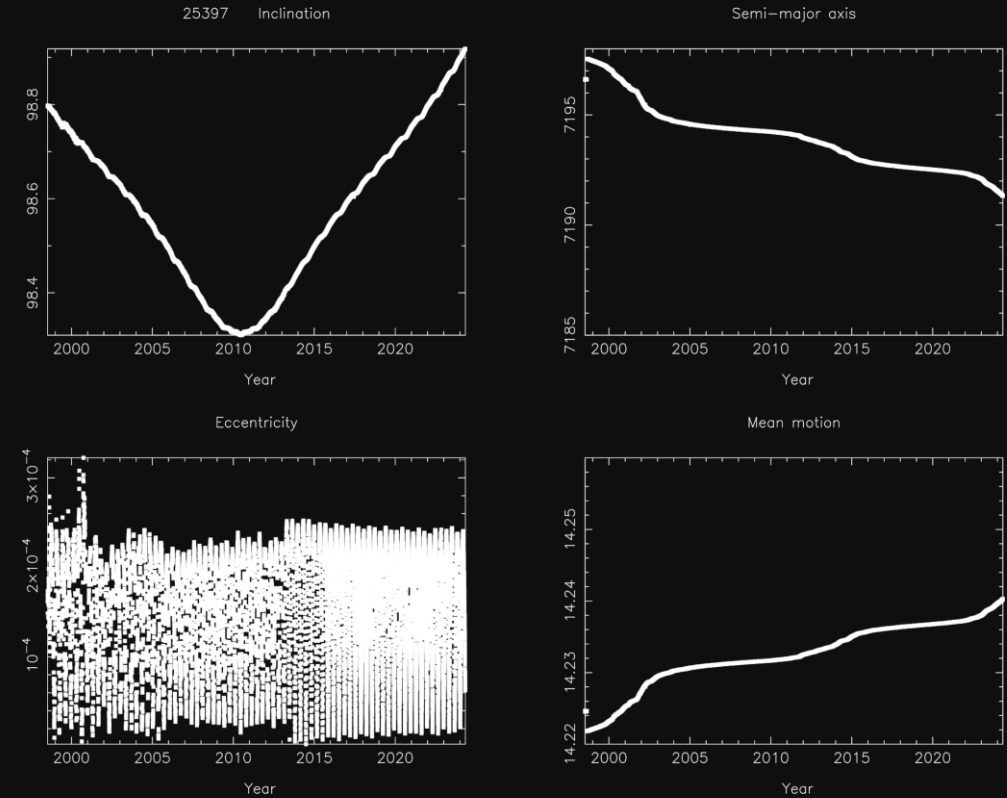 25397 Inclination
98.8
98.6
98.4
2000 2005 2010 2015 2020
Year
Semi-major axis
7195
7190
7185
2000 2005 2010 2015 2020
Year
Eccentricity
3×10⁻⁴
2×10⁻⁴
10⁻⁴
2000 2005 2010 2015 2020
Year
Mean motion
14.25
14.24
14.23
14.22
2000 2005 2010 2015 2020
Year